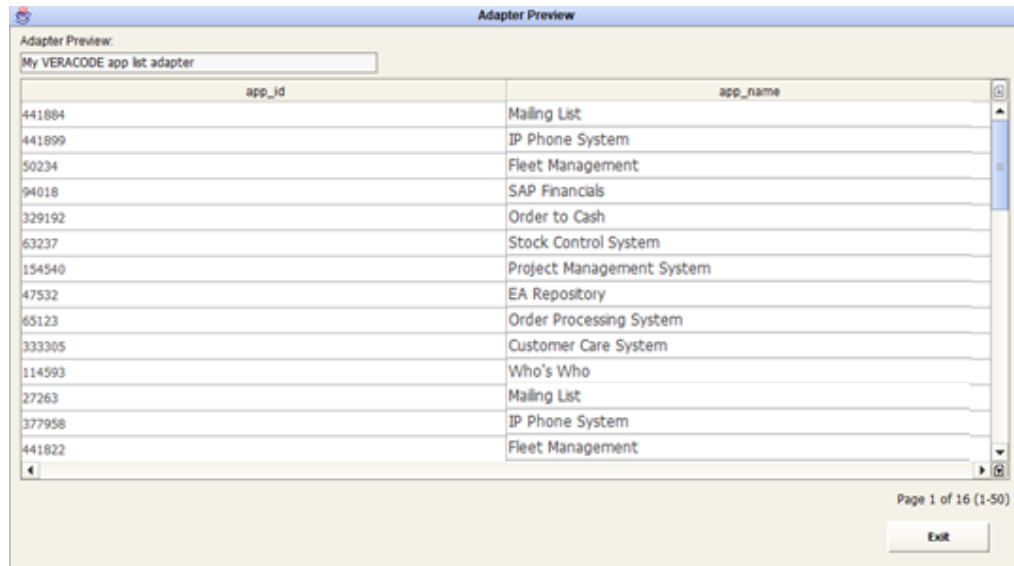 Adapter Preview
Adapter Preview:
My VERACODE app list adapter
app_id app_name
441884 Mailing List
441899 IP Phone System
50234 Fleet Management
94018 SAP Financials
329192 Order to Cash
63237 Stock Control System
154540 Project Management System
47532 EA Repository
65123 Order Processing System
333305 Customer Care System
114593 Who's Who
27263 Mailing List
377958 IP Phone System
441822 Fleet Management
Page 1 of 16 (1-50)
Exit